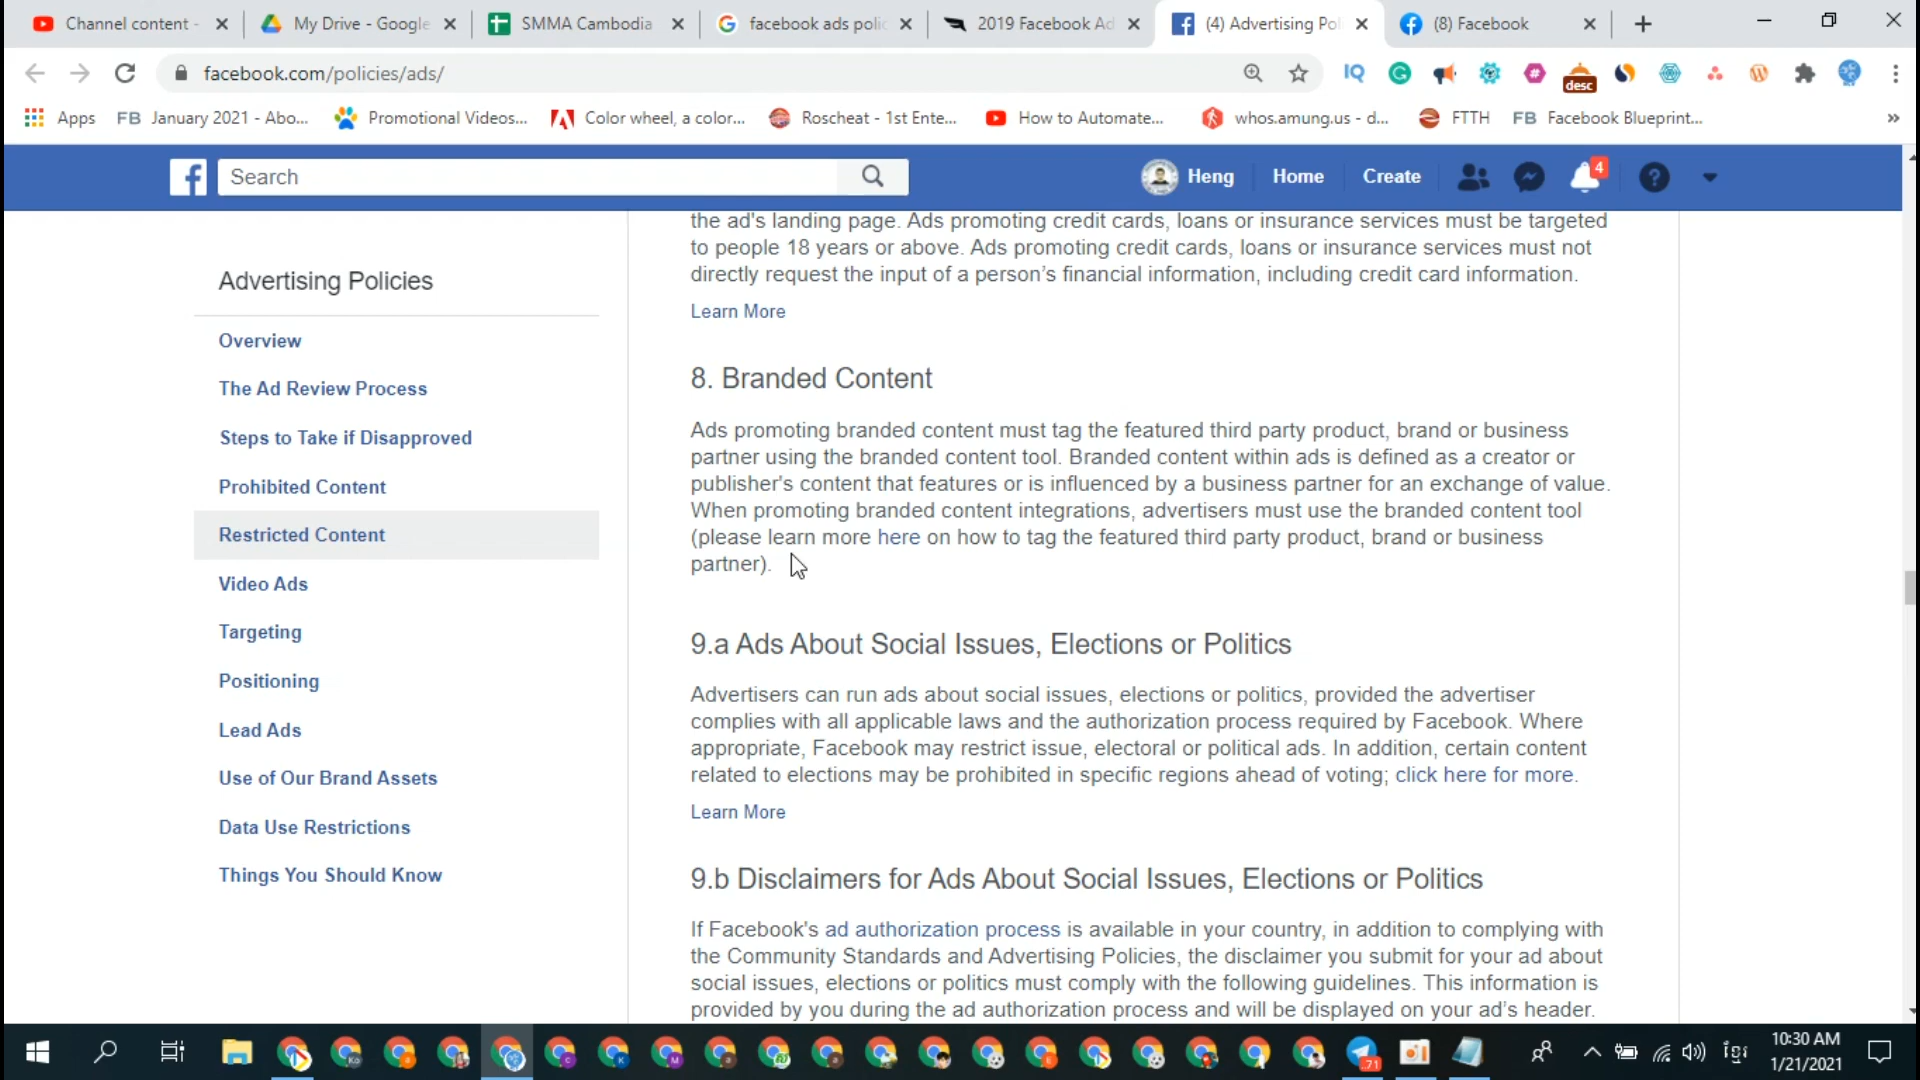 Channel content -
My Drive - Google
SMMA Cambodia
facebook ads polic
2019 Facebook Ad
(4) Advertising Pol
(8) Facebook
facebook.com/policies/ads/
desc
Apps
FB January 2021 - Abo...
Promotional Videos...
Color wheel, a color...
Roscheat - 1st Ente...
How to Automate...
whos.amung.us - d...
FTTH
FB Facebook Blueprint...
Search
Heng
Home
Create
4
Advertising Policies
Overview
The Ad Review Process
Steps to Take if Disapproved
Prohibited Content
Restricted Content
Video Ads
Targeting
Positioning
Lead Ads
Use of Our Brand Assets
Data Use Restrictions
Things You Should Know
the ad's landing page. Ads promoting credit cards, loans or insurance services must be targeted
to people 18 years or above. Ads promoting credit cards, loans or insurance services must not
directly request the input of a person’s financial information, including credit card information.
Learn More
8. Branded Content
Ads promoting branded content must tag the featured third party product, brand or business
partner using the branded content tool. Branded content within ads is defined as a creator or
publisher's content that features or is influenced by a business partner for an exchange of value.
When promoting branded content integrations, advertisers must use the branded content tool
(please learn more here on how to tag the featured third party product, brand or business
partner).
9.a Ads About Social Issues, Elections or Politics
Advertisers can run ads about social issues, elections or politics, provided the advertiser
complies with all applicable laws and the authorization process required by Facebook. Where
appropriate, Facebook may restrict issue, electoral or political ads. In addition, certain content
related to elections may be prohibited in specific regions ahead of voting; click here for more.
Learn More
9.b Disclaimers for Ads About Social Issues, Elections or Politics
If Facebook's ad authorization process is available in your country, in addition to complying with
the Community Standards and Advertising Policies, the disclaimer you submit for your ad about
social issues, elections or politics must comply with the following guidelines. This information is
provided by you during the ad authorization process and will be displayed on your ad’s header.
71
ខ្មែរ
10:30 AM
1/21/2021